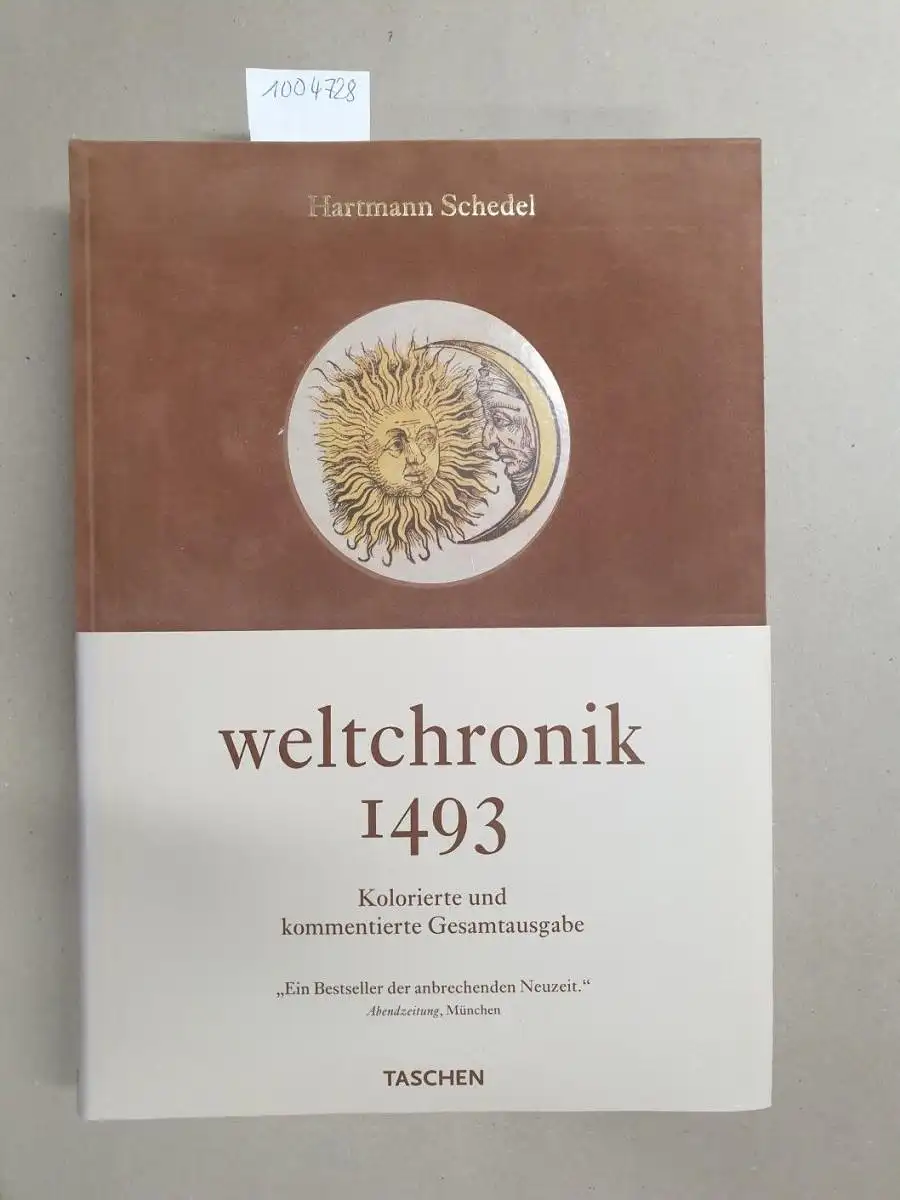 1004728
Hartmann Schedel
weltchronik
1493
Kolorierte und
kommentierte Gesamtausgabe
„Ein Bestseller der anbrechenden Neuzeit.“
Abendzeitung, München
TASCHEN